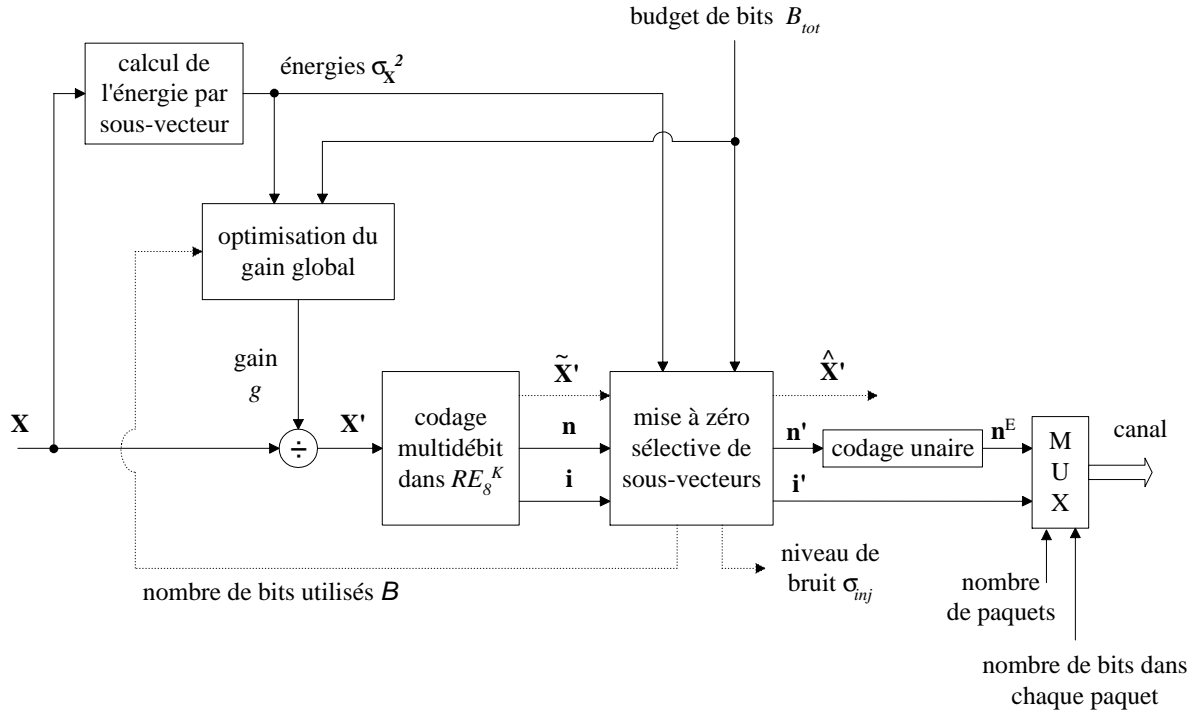 budget de bits B_tot
calcul de
l'énergie par
sous-vecteur
énergies σ_X²
optimisation du
gain global
gain
g
X
÷
X'
codage
multidébit
dans RE₈ᴷ
X̃'
n
i
mise à zéro
sélective de
sous-vecteurs
X̂'
n'
i'
codage unaire
nᴱ
M
U
X
canal
nombre de bits utilisés B
niveau de
bruit σ_inj
nombre
de paquets
nombre de bits dans
chaque paquet